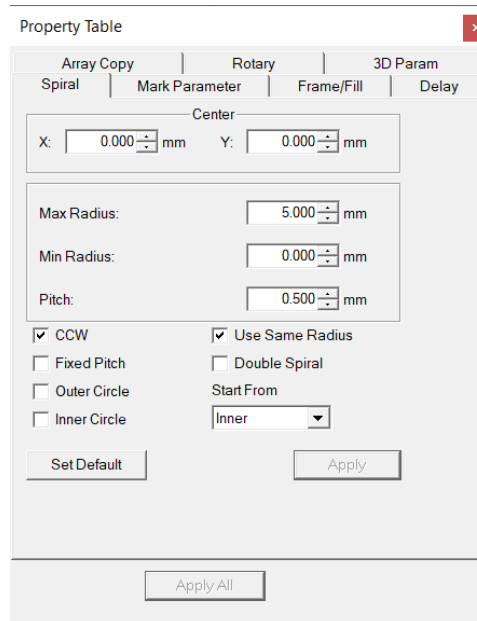 Property Table
Array Copy Rotary 3D Param
Spiral Mark Parameter Frame/Fill Delay
Center
X: 0.000 mm Y: 0.000 mm
Max Radius: 5.000 mm
Min Radius: 0.000 mm
Pitch: 0.500 mm
CCW Use Same Radius
Fixed Pitch Double Spiral
Outer Circle Start From
Inner Circle Inner
Set Default Apply
Apply All